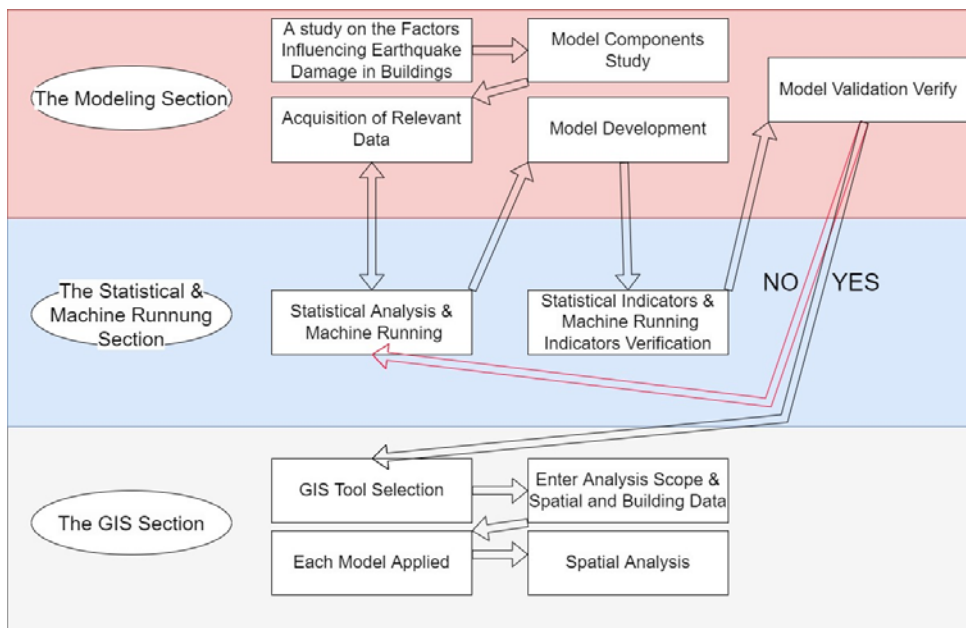 The Modeling Section
A study on the Factors
Influencing Earthquake
Damage in Buildings
Model Components
Study
Acquisition of Relevant
Data
Model Development
Model Validation Verify
The Statistical &
Machine Runnung
Section
Statistical Analysis &
Machine Running
Statistical Indicators &
Machine Running
Indicators Verification
NO
YES
The GIS Section
GIS Tool Selection
Enter Analysis Scope &
Spatial and Building Data
Each Model Applied
Spatial Analysis